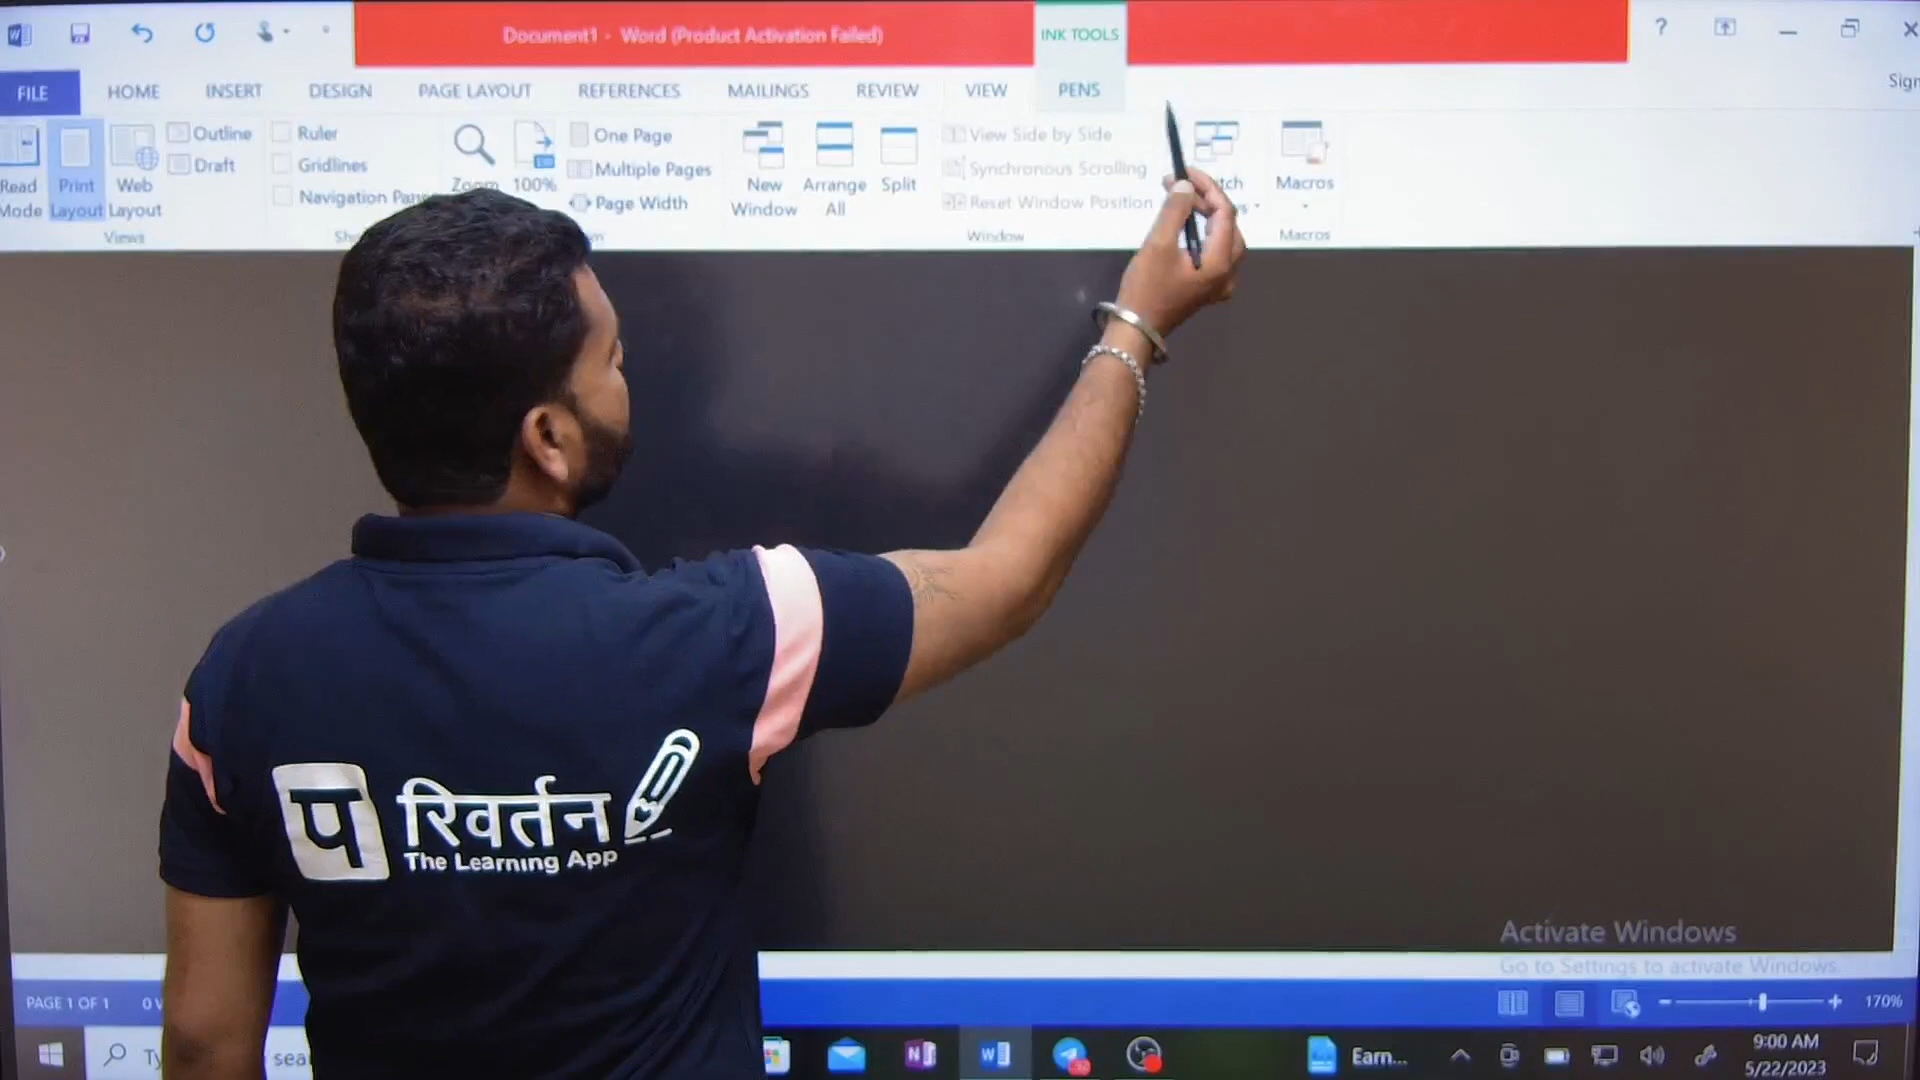 Document1 - Word (Product Activation Failed)
INK TOOLS
?
Sign
FILE HOME INSERT DESIGN PAGE LAYOUT REFERENCES MAILINGS REVIEW VIEW PENS
Read Mode
Print Layout
Web Layout
Outline
Draft
Views
Ruler
Gridlines
Navigation
Zoom
100%
One Page
Multiple Pages
Page Width
New Window
Arrange All
Split
View Side by Side
Synchronous Scrolling
Reset Window Position
Window
Macros
Macros
परिवर्तन
The Learning App
Activate Windows
Go to Settings to activate Windows.
PAGE 1 OF 1
170%
Earn...
9:00 AM
5/22/2023